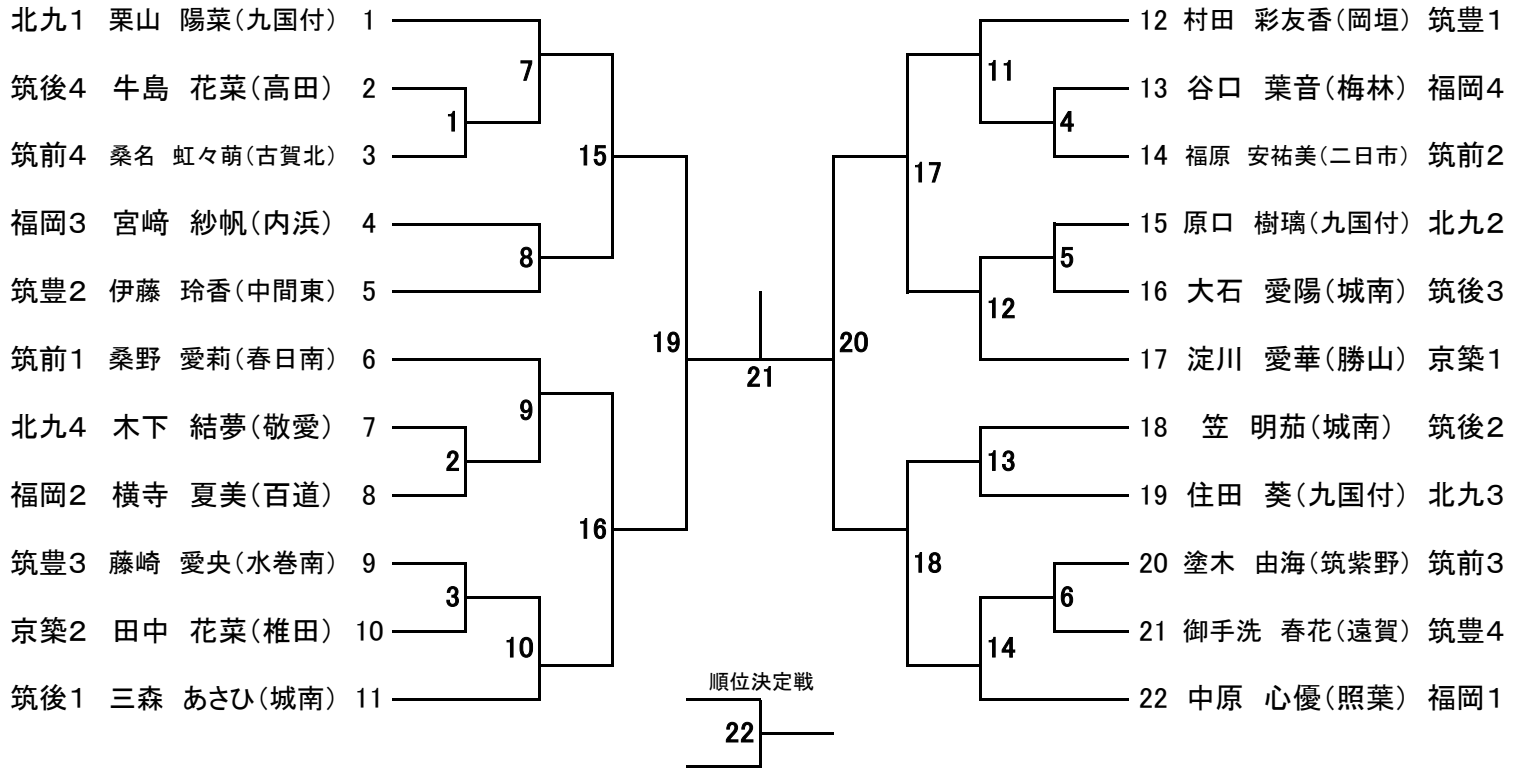 北九1 栗山 陽菜(九国付) 1
筑後4 牛島 花菜(高田) 2
筑前4 桑名 虹々萌(古賀北) 3
福岡3 宮﨑 紗帆(内浜) 4
筑豊2 伊藤 玲香(中間東) 5
筑前1 桑野 愛莉(春日南) 6
北九4 木下 結夢(敬愛) 7
福岡2 横寺 夏美(百道) 8
筑豊3 藤崎 愛央(水巻南) 9
京築2 田中 花菜(椎田) 10
筑後1 三森 あさひ(城南) 11
7
1
15
8
19
9
2
16
3
10
21
順位決定戦
22
20
11
4
17
5
12
13
18
6
14
12 村田 彩友香(岡垣) 筑豊1
13 谷口 葉音(梅林) 福岡4
14 福原 安祐美(二日市) 筑前2
15 原口 樹璃(九国付) 北九2
16 大石 愛陽(城南) 筑後3
17 淀川 愛華(勝山) 京築1
18 笠 明茄(城南) 筑後2
19 住田 葵(九国付) 北九3
20 塗木 由海(筑紫野) 筑前3
21 御手洗 春花(遠賀) 筑豊4
22 中原 心優(照葉) 福岡1